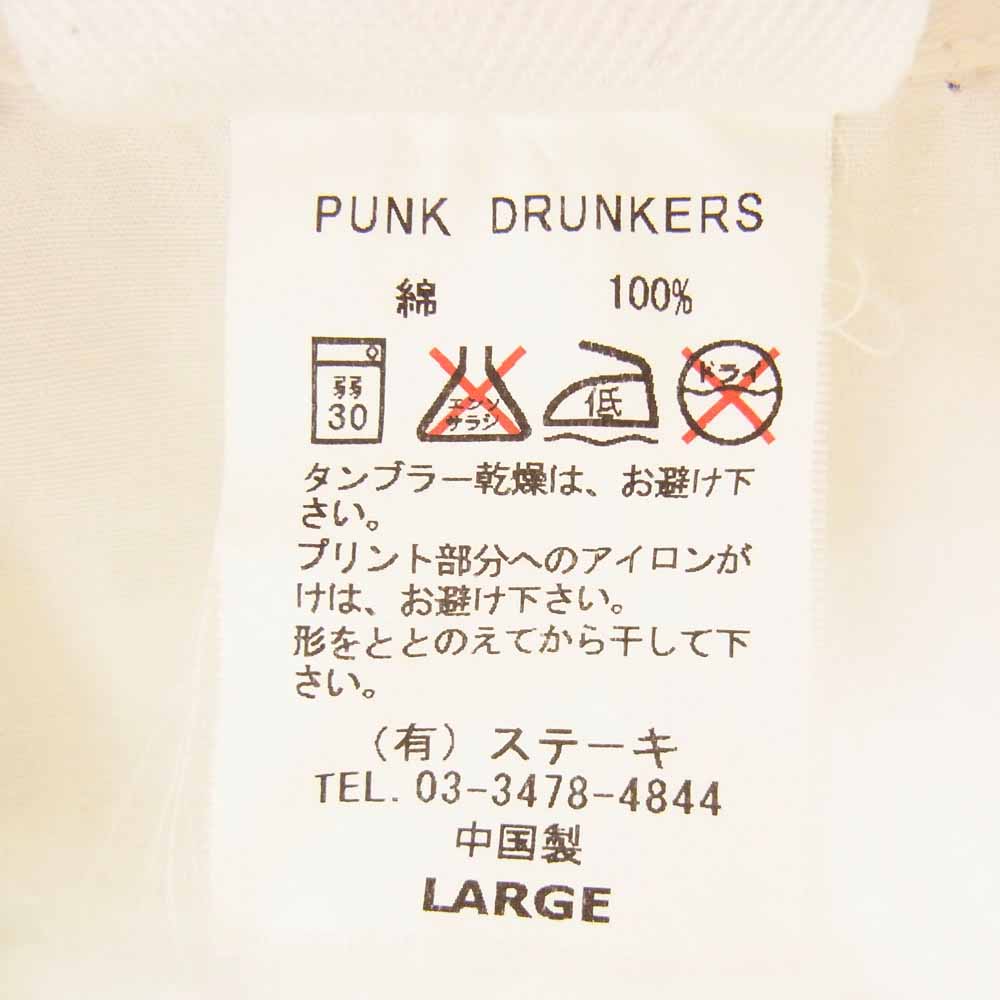 PUNK DRUNKERS
綿 100%
弱 30 エンソ サラシ 低 ドライ
タンブラー乾燥は、お避け下
さい。
プリント部分へのアイロンが
けは、お避け下さい。
形をととのえてから干して下
さい。
（有）ステーキ
TEL. 03-3478-4844
中国製
LARGE